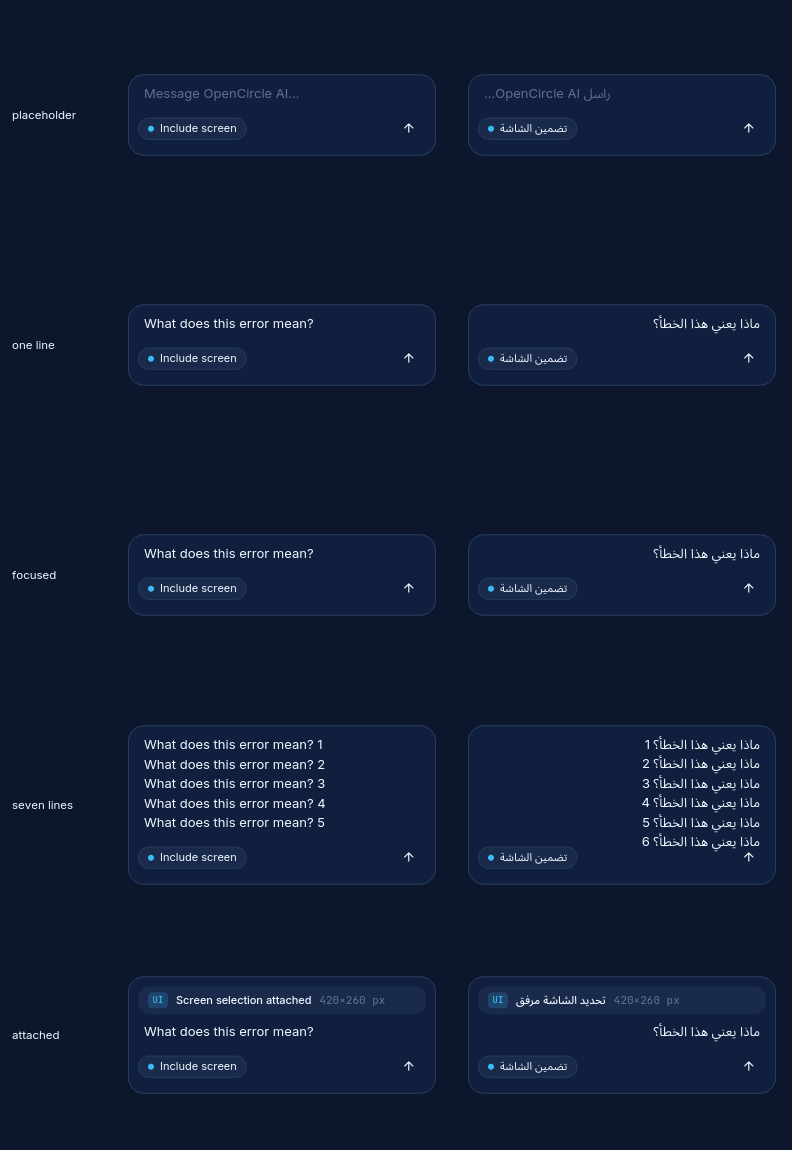 placeholder
Message OpenCircle AI...
Include screen
راسل OpenCircle AI...
تضمين الشاشة
one line
What does this error mean?
Include screen
ماذا يعني هذا الخطأ؟
تضمين الشاشة
focused
What does this error mean?
Include screen
ماذا يعني هذا الخطأ؟
تضمين الشاشة
seven lines
What does this error mean? 1
What does this error mean? 2
What does this error mean? 3
What does this error mean? 4
What does this error mean? 5
Include screen
ماذا يعني هذا الخطأ؟ 1
ماذا يعني هذا الخطأ؟ 2
ماذا يعني هذا الخطأ؟ 3
ماذا يعني هذا الخطأ؟ 4
ماذا يعني هذا الخطأ؟ 5
ماذا يعني هذا الخطأ؟ 6
تضمين الشاشة
attached
UI Screen selection attached 420×260 px
What does this error mean?
Include screen
UI تحديد الشاشة مرفق 420×260 px
ماذا يعني هذا الخطأ؟
تضمين الشاشة